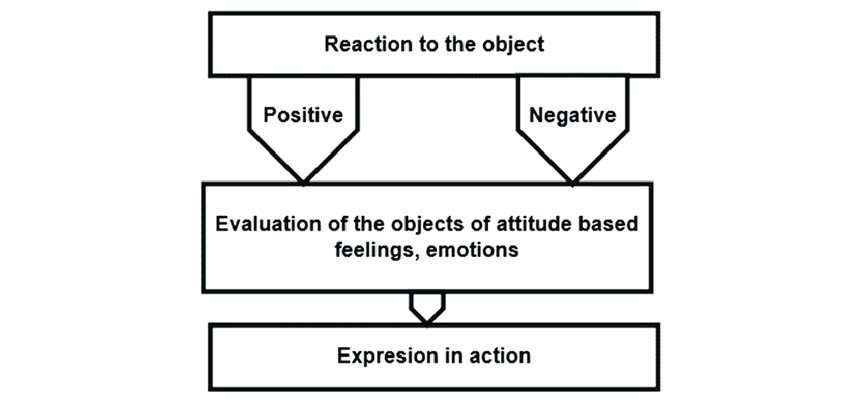 Reaction to the object
Positive
Negative
Evaluation of the objects of attitude based
feelings, emotions
Expresion in action